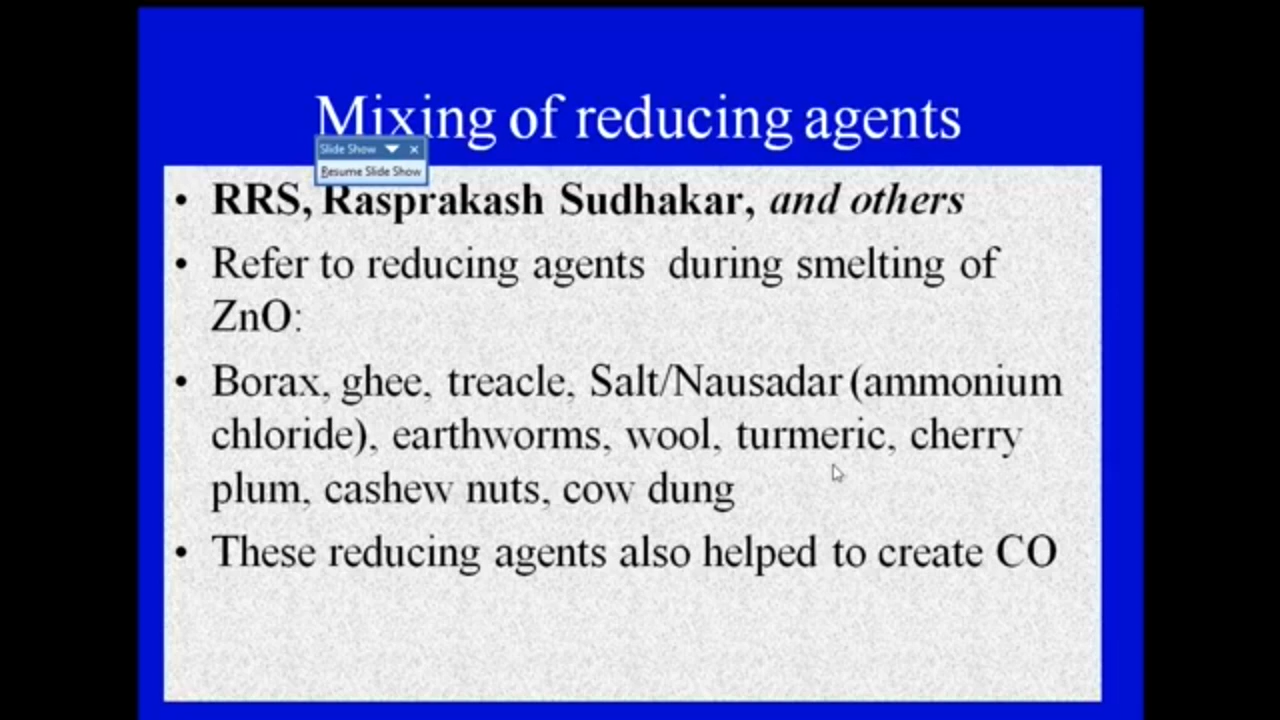 Mixing of reducing agents
Slide Show
Resume Slide Show
• RRS, Rasprakash Sudhakar, and others
• Refer to reducing agents during smelting of
ZnO:
• Borax, ghee, treacle, Salt/Nausadar (ammonium
chloride), earthworms, wool, turmeric, cherry
plum, cashew nuts, cow dung
• These reducing agents also helped to create CO